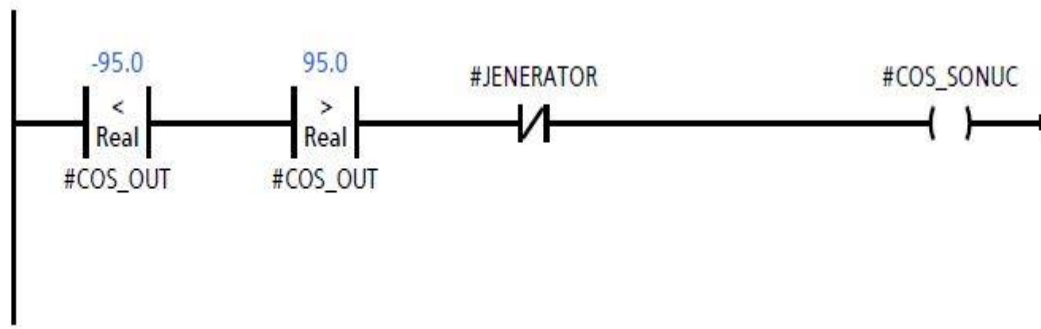 -95.0
<
Real
#COS_OUT
95.0
>
Real
#COS_OUT
#JENERATOR
#COS_SONUC